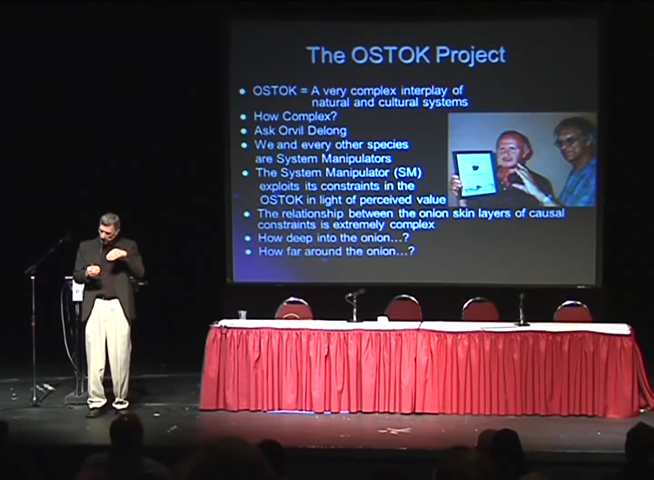 The OSTOK Project
• OSTOK = A very complex interplay of
natural and cultural systems
• How Complex?
• Ask Orvil Delong
• We and every other species
are System Manipulators
• The System Manipulator (SM)
exploits its constraints in the
OSTOK in light of perceived value
• The relationship between the onion skin layers of causal
constraints is extremely complex
• How deep into the onion…?
• How far around the onion…?